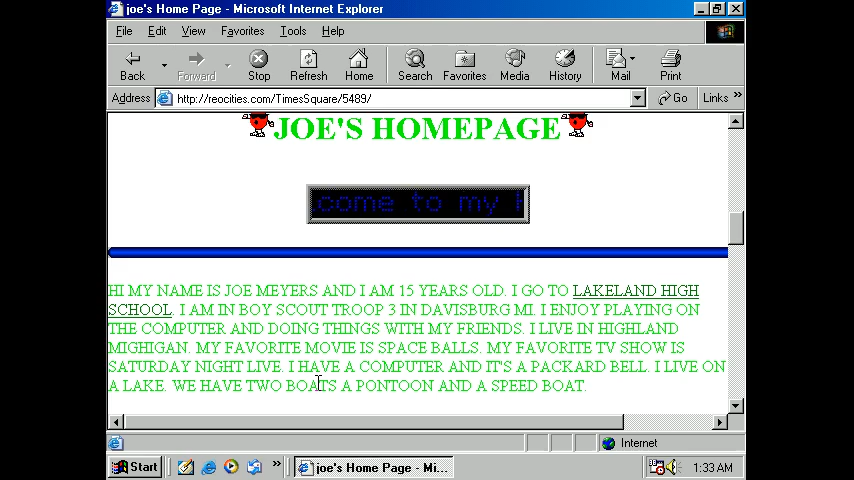 joe's Home Page - Microsoft Internet Explorer
File Edit View Favorites Tools Help
Back Forward Stop Refresh Home Search Favorites Media History Mail Print
Address http://reocities.com/TimesSquare/5489/ Go Links »
JOE'S HOMEPAGE
come to my
HI MY NAME IS JOE MEYERS AND I AM 15 YEARS OLD. I GO TO LAKELAND HIGH
SCHOOL. I AM IN BOY SCOUT TROOP 3 IN DAVISBURG MI. I ENJOY PLAYING ON
THE COMPUTER AND DOING THINGS WITH MY FRIENDS. I LIVE IN HIGHLAND
MIGHIGAN. MY FAVORITE MOVIE IS SPACE BALLS. MY FAVORITE TV SHOW IS
SATURDAY NIGHT LIVE. I HAVE A COMPUTER AND IT'S A PACKARD BELL. I LIVE ON
A LAKE. WE HAVE TWO BOATS A PONTOON AND A SPEED BOAT.
Internet
Start » joe's Home Page - Mi... 1:33 AM